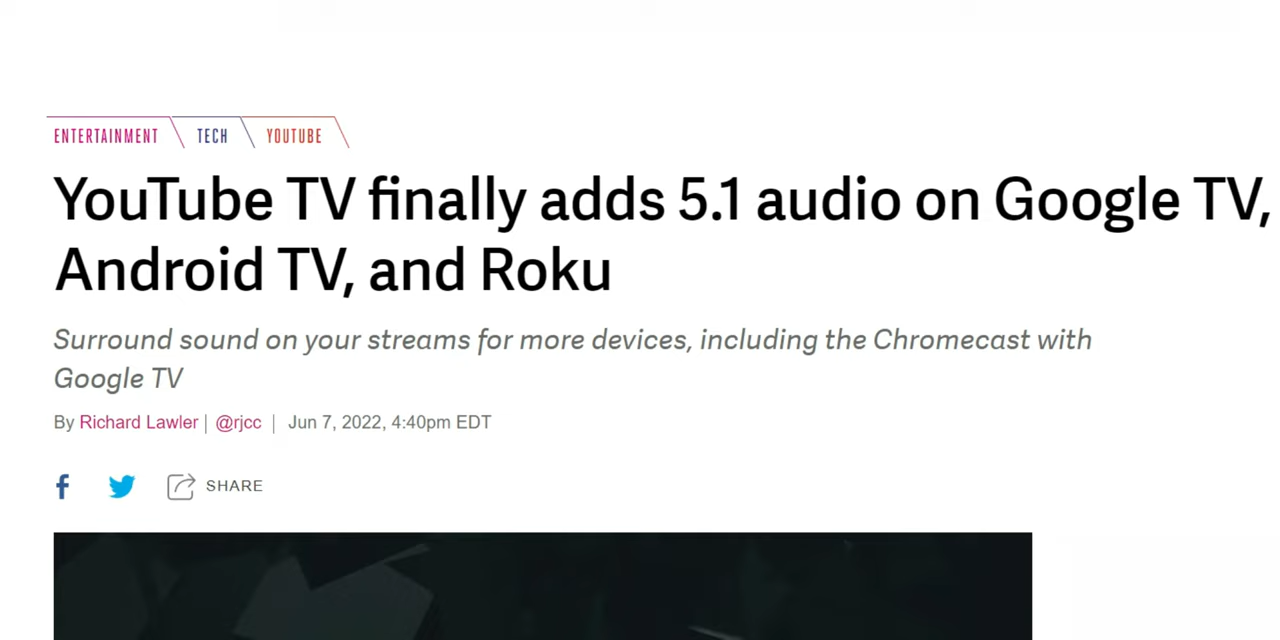 ENTERTAINMENT TECH YOUTUBE
YouTube TV finally adds 5.1 audio on Google TV,
Android TV, and Roku
Surround sound on your streams for more devices, including the Chromecast with
Google TV
By Richard Lawler | @rjcc | Jun 7, 2022, 4:40pm EDT
SHARE